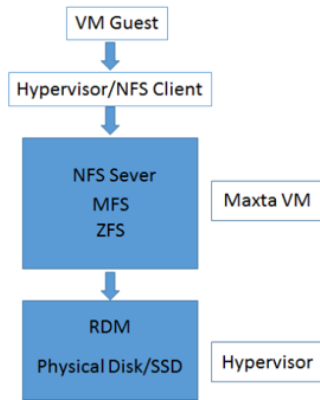 VM Guest
Hypervisor/NFS Client
NFS Sever
MFS
ZFS
Maxta VM
RDM
Physical Disk/SSD
Hypervisor